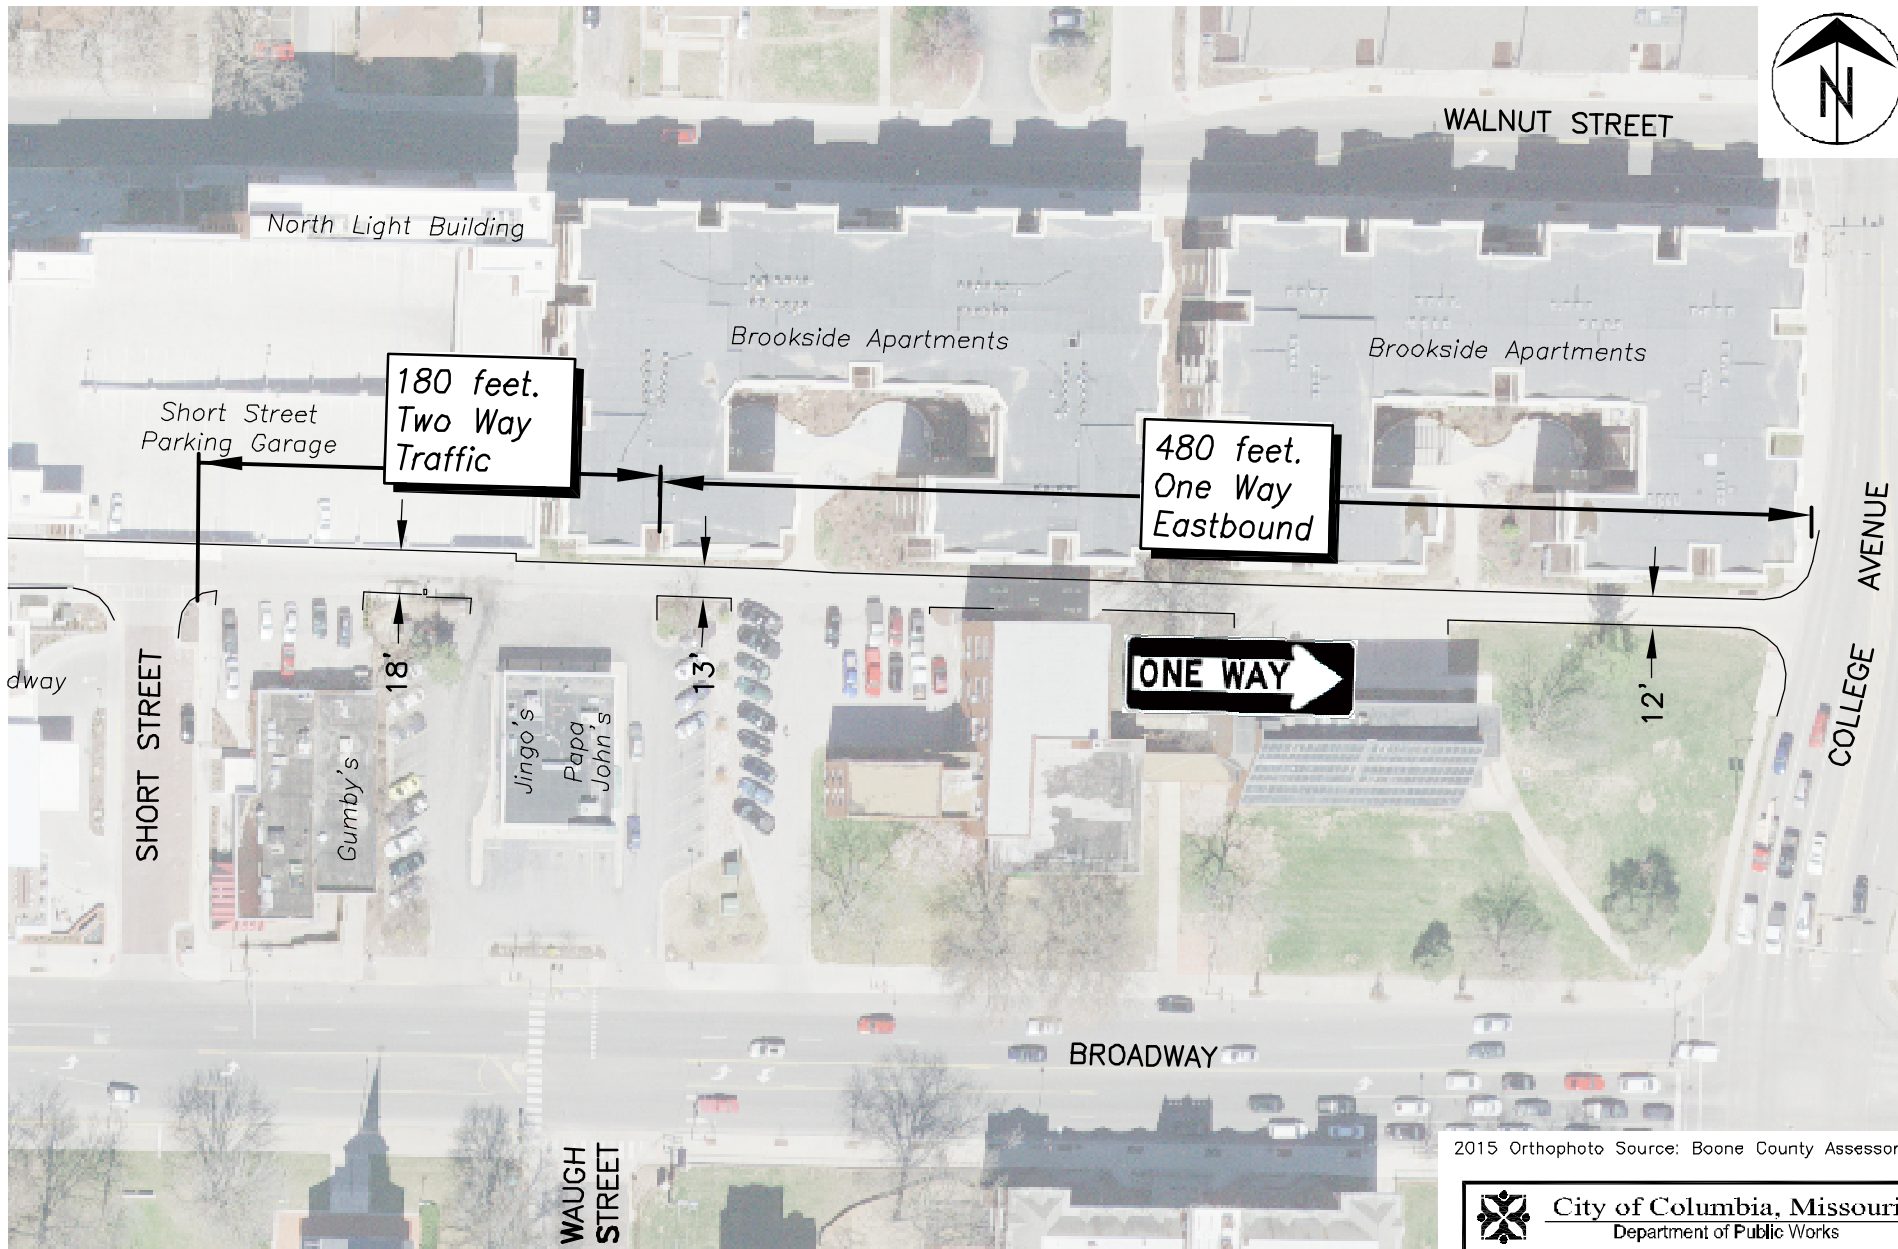 WALNUT STREET
N
North Light Building
Brookside Apartments
Brookside Apartments
180 feet.
Two Way
Traffic
Short Street
Parking Garage
480 feet.
One Way
Eastbound
COLLEGE AVENUE
18'
13'
12'
ONE WAY
dway
SHORT STREET
Gumby's
Jingo's
Papa
John's
BROADWAY
WAUGH
STREET
2015 Orthophoto Source: Boone County Assessor
City of Columbia, Missouri
Department of Public Works